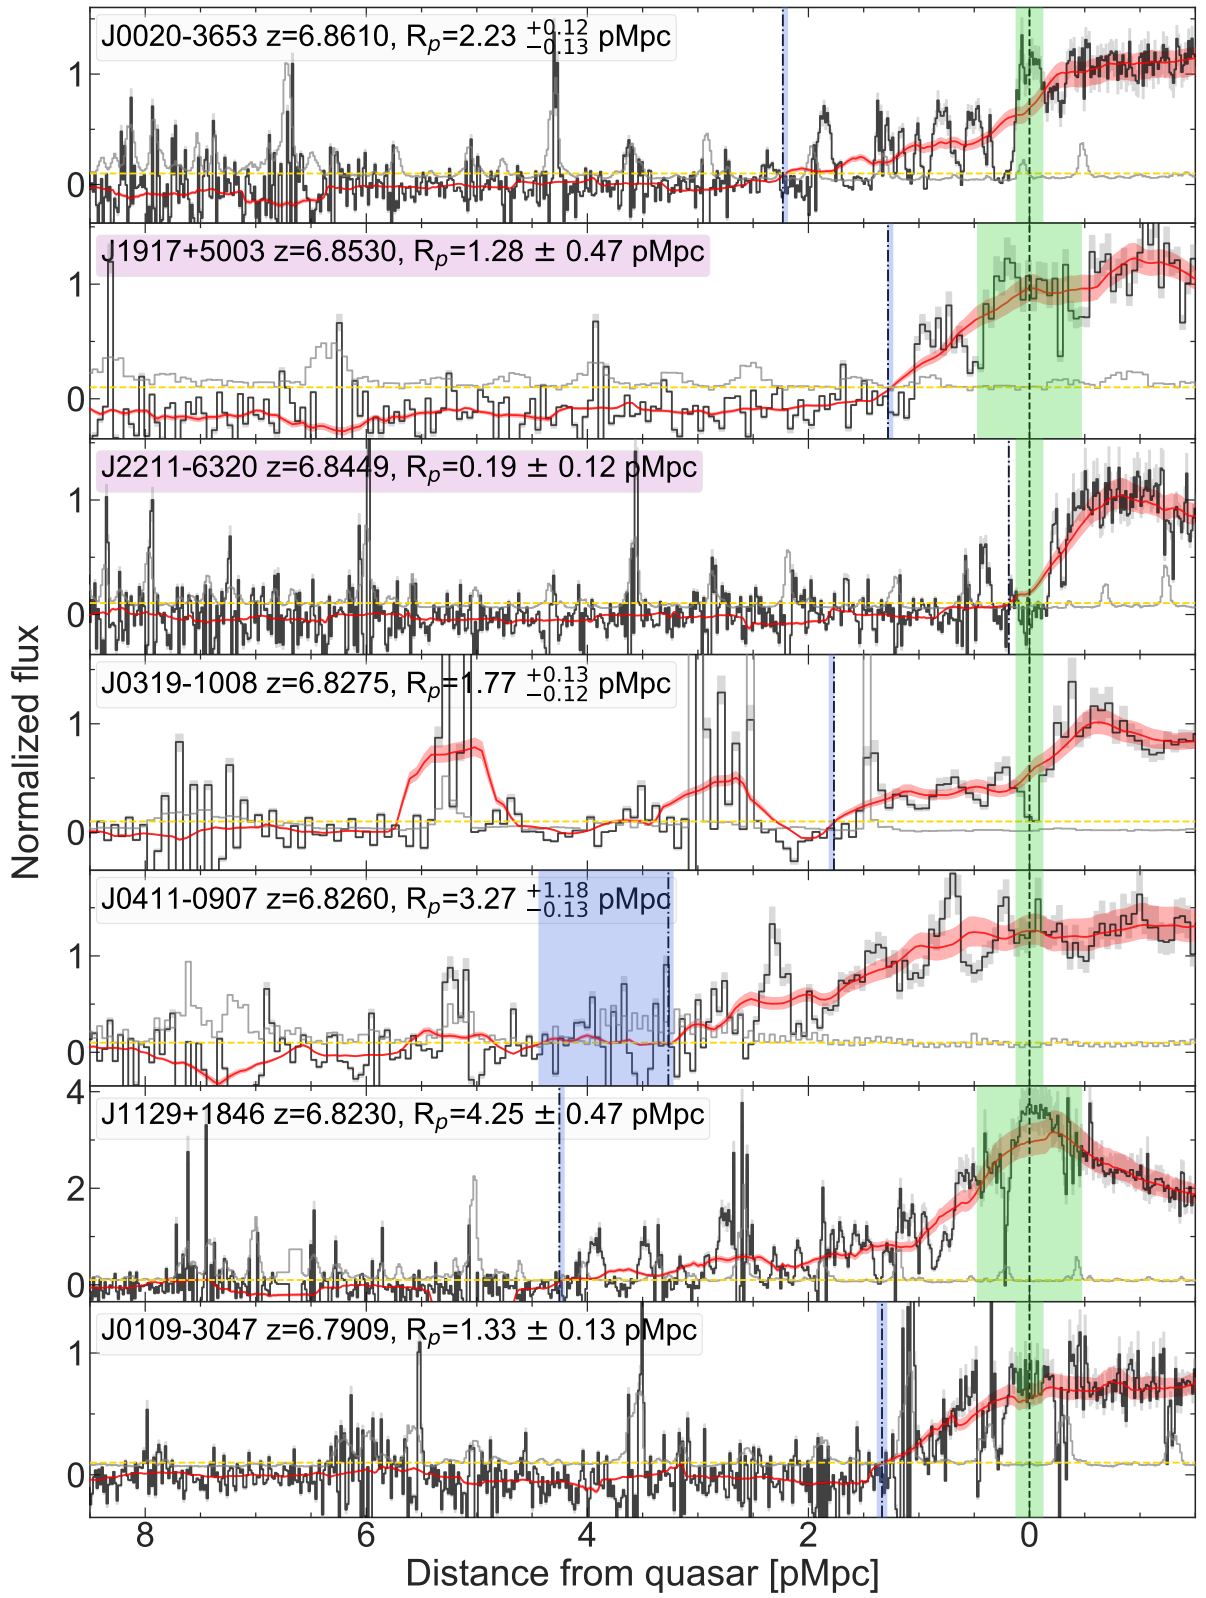 J0020-3653 z=6.8610, Rp=2.23 +0.12 −0.13 pMpc
1
0
J1917+5003 z=6.8530, Rp=1.28 ± 0.47 pMpc
1
0
J2211-6320 z=6.8449, Rp=0.19 ± 0.12 pMpc
1
0
J0319-1008 z=6.8275, Rp=1.77 +0.13 −0.12 pMpc
1
0
J0411-0907 z=6.8260, Rp=3.27 +1.18 −0.13 pMpc
1
0
J1129+1846 z=6.8230, Rp=4.25 ± 0.47 pMpc
4
2
0
J0109-3047 z=6.7909, Rp=1.33 ± 0.13 pMpc
1
0
8 6 4 2 0
Distance from quasar [pMpc]
Normalized flux